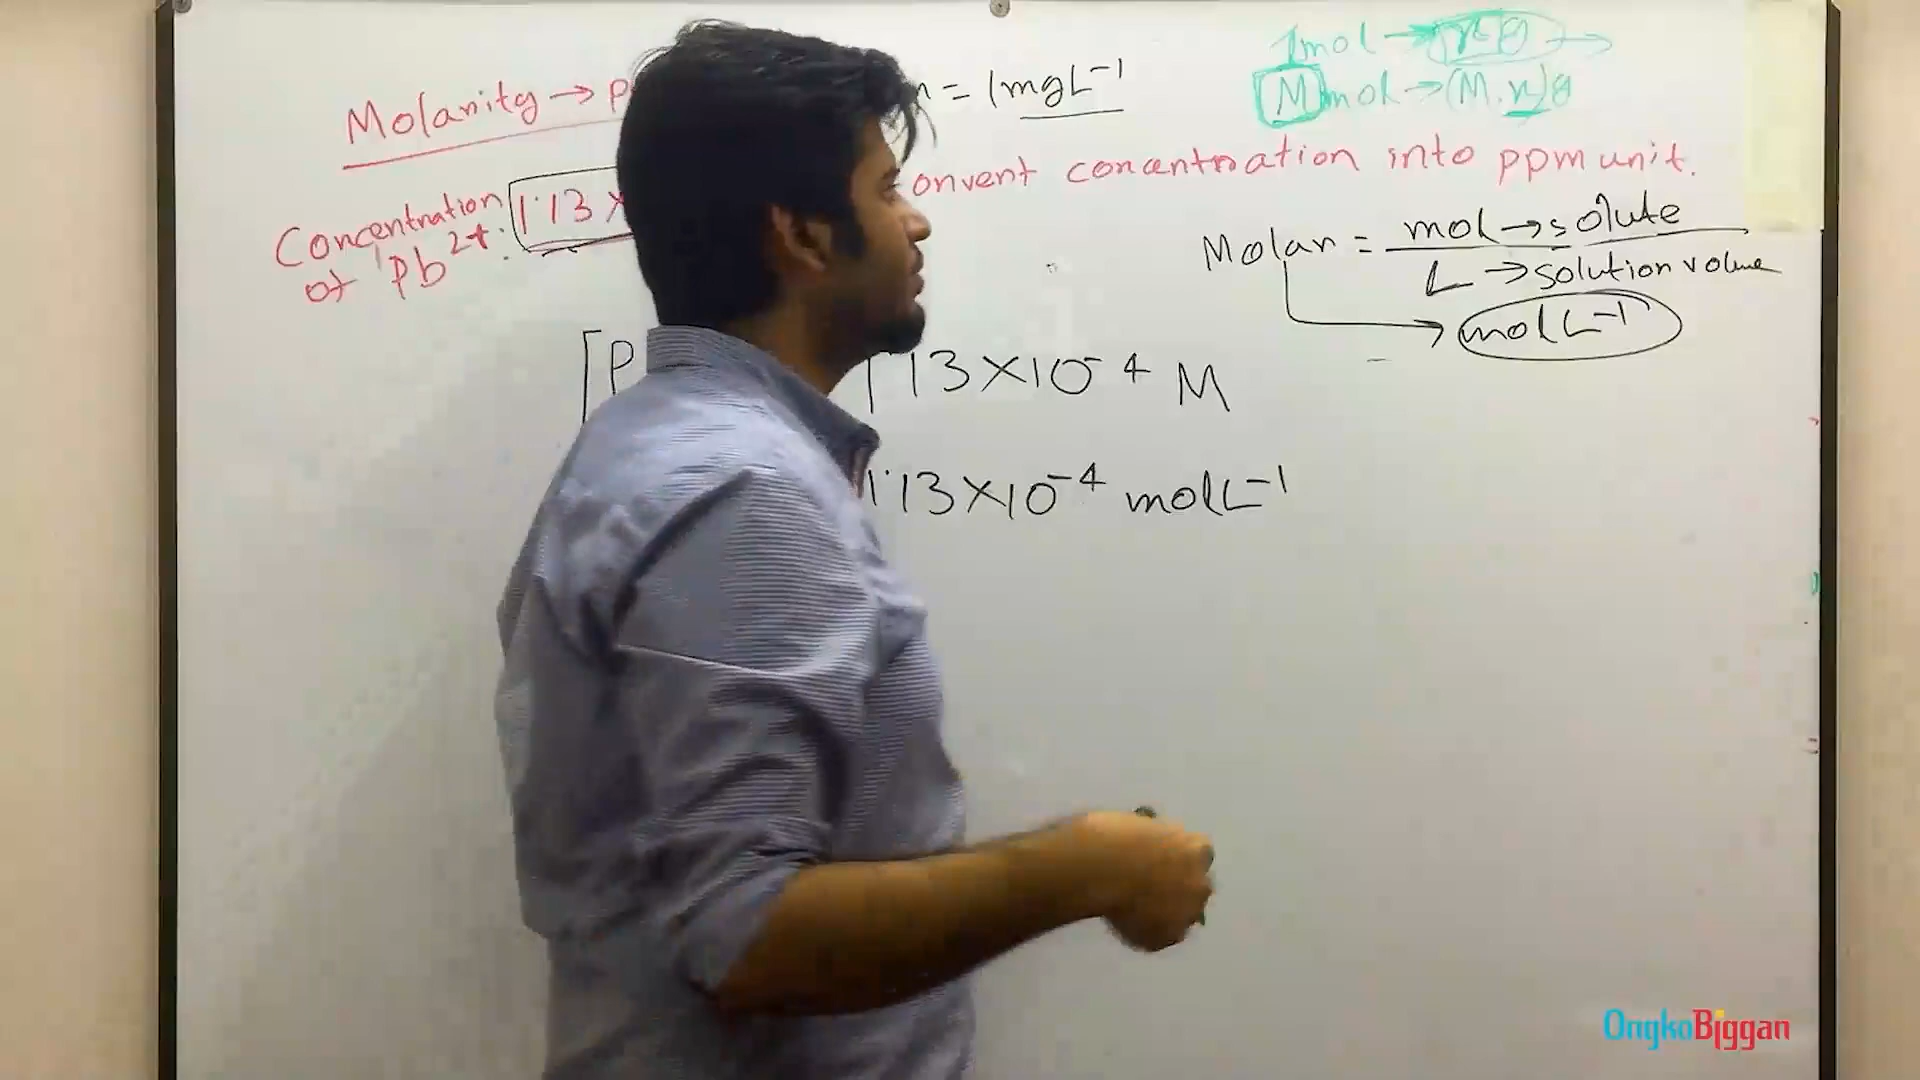 1mol →
M mol → (M.x)g
Molarity → p
= 1mgL⁻¹
onvert concentration into ppm unit.
Concentration
of Pb²⁺:
1.13 ×
Molar = mol → solute
L → solution volume
molL⁻¹
[P
1.13×10⁻⁴ M
1.13×10⁻⁴ molL⁻¹
OngkoBiggan